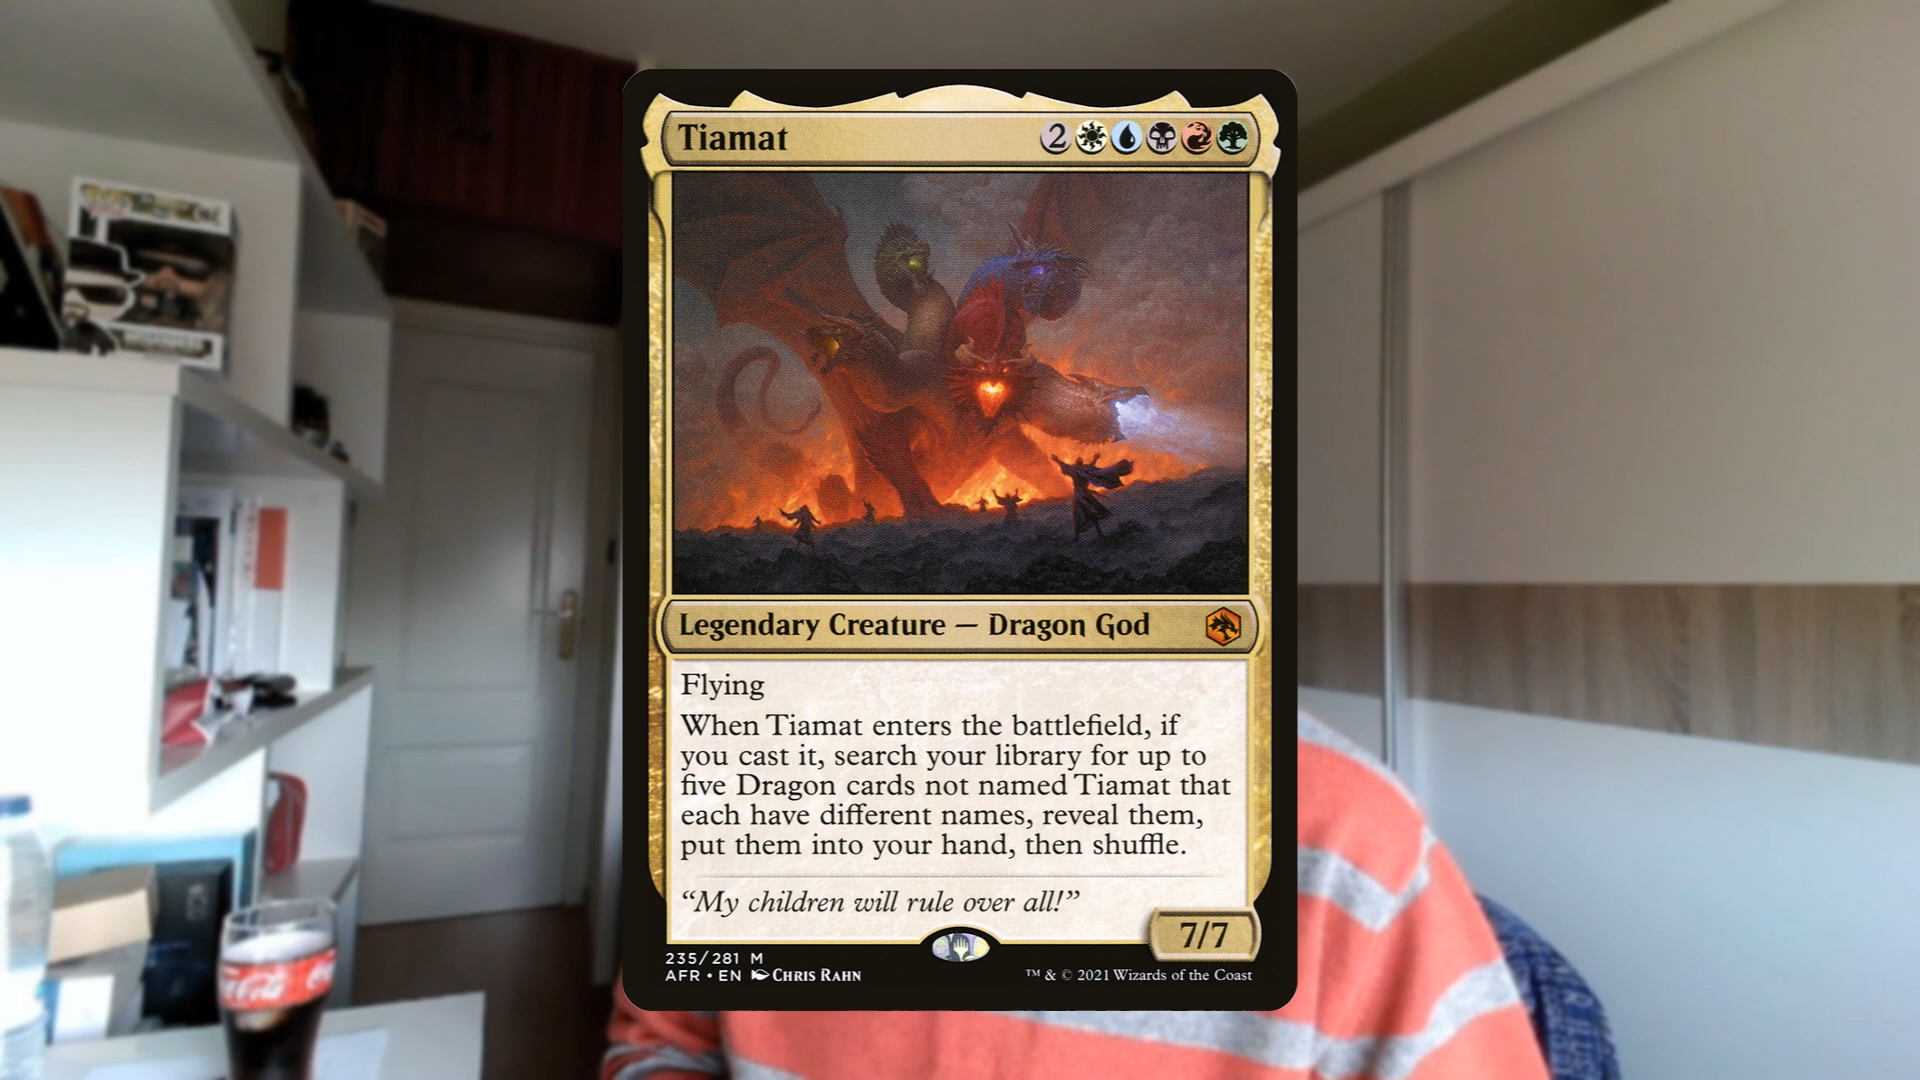 Tiamat
2
Legendary Creature — Dragon God
Flying
When Tiamat enters the battlefield, if
you cast it, search your library for up to
five Dragon cards not named Tiamat that
each have different names, reveal them,
put them into your hand, then shuffle.
“My children will rule over all!”
7/7
235/281 M
AFR • EN Chris Rahn
™ & © 2021 Wizards of the Coast